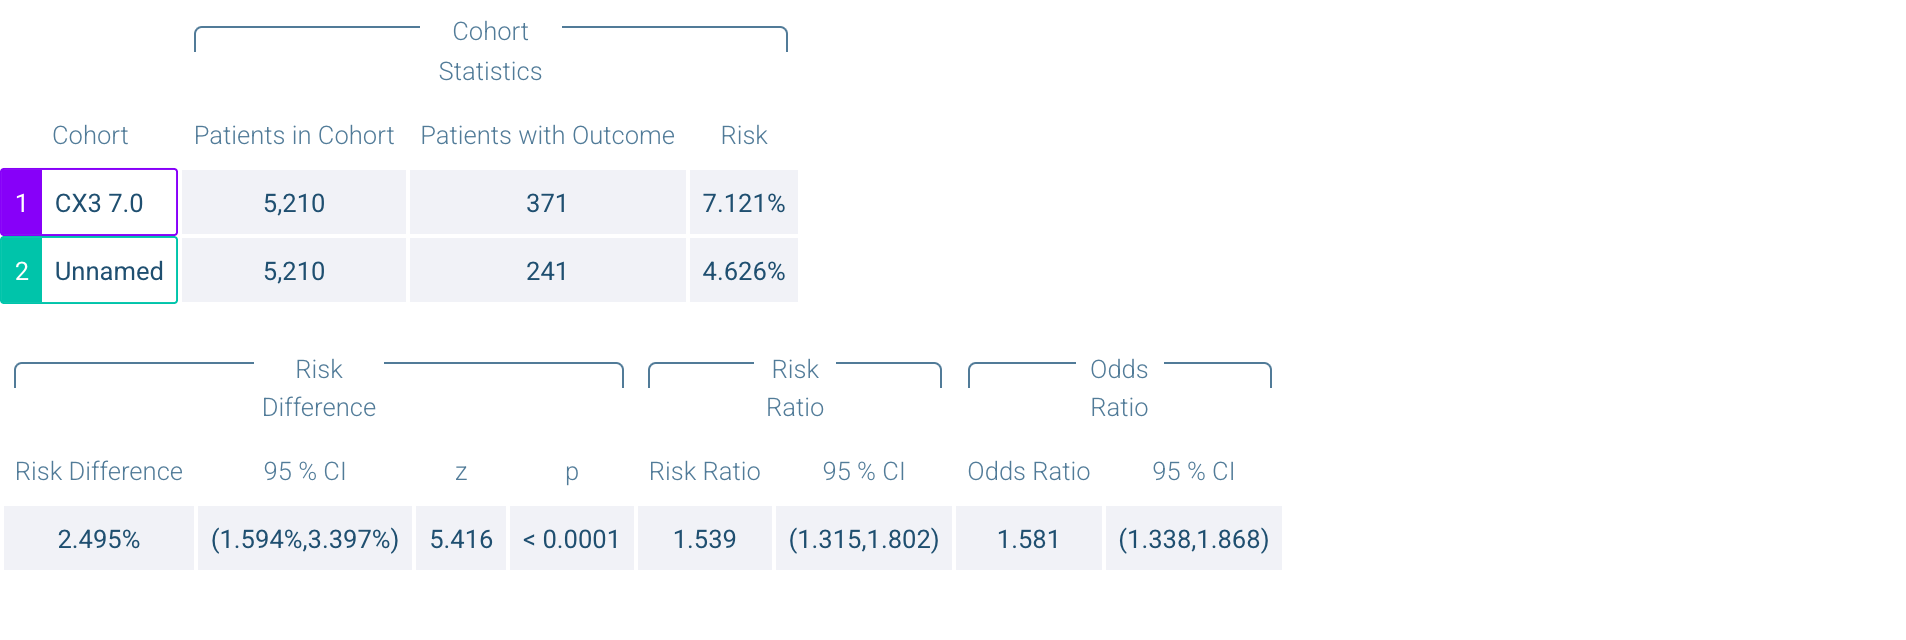 Cohort
Statistics
Cohort Patients in Cohort Patients with Outcome Risk
1 CX3 7.0 5,210 371 7.121%
2 Unnamed 5,210 241 4.626%
Risk Risk Odds
Difference Ratio Ratio
Risk Difference 95 % CI z p Risk Ratio 95 % CI Odds Ratio 95 % CI
2.495% (1.594%,3.397%) 5.416 < 0.0001 1.539 (1.315,1.802) 1.581 (1.338,1.868)